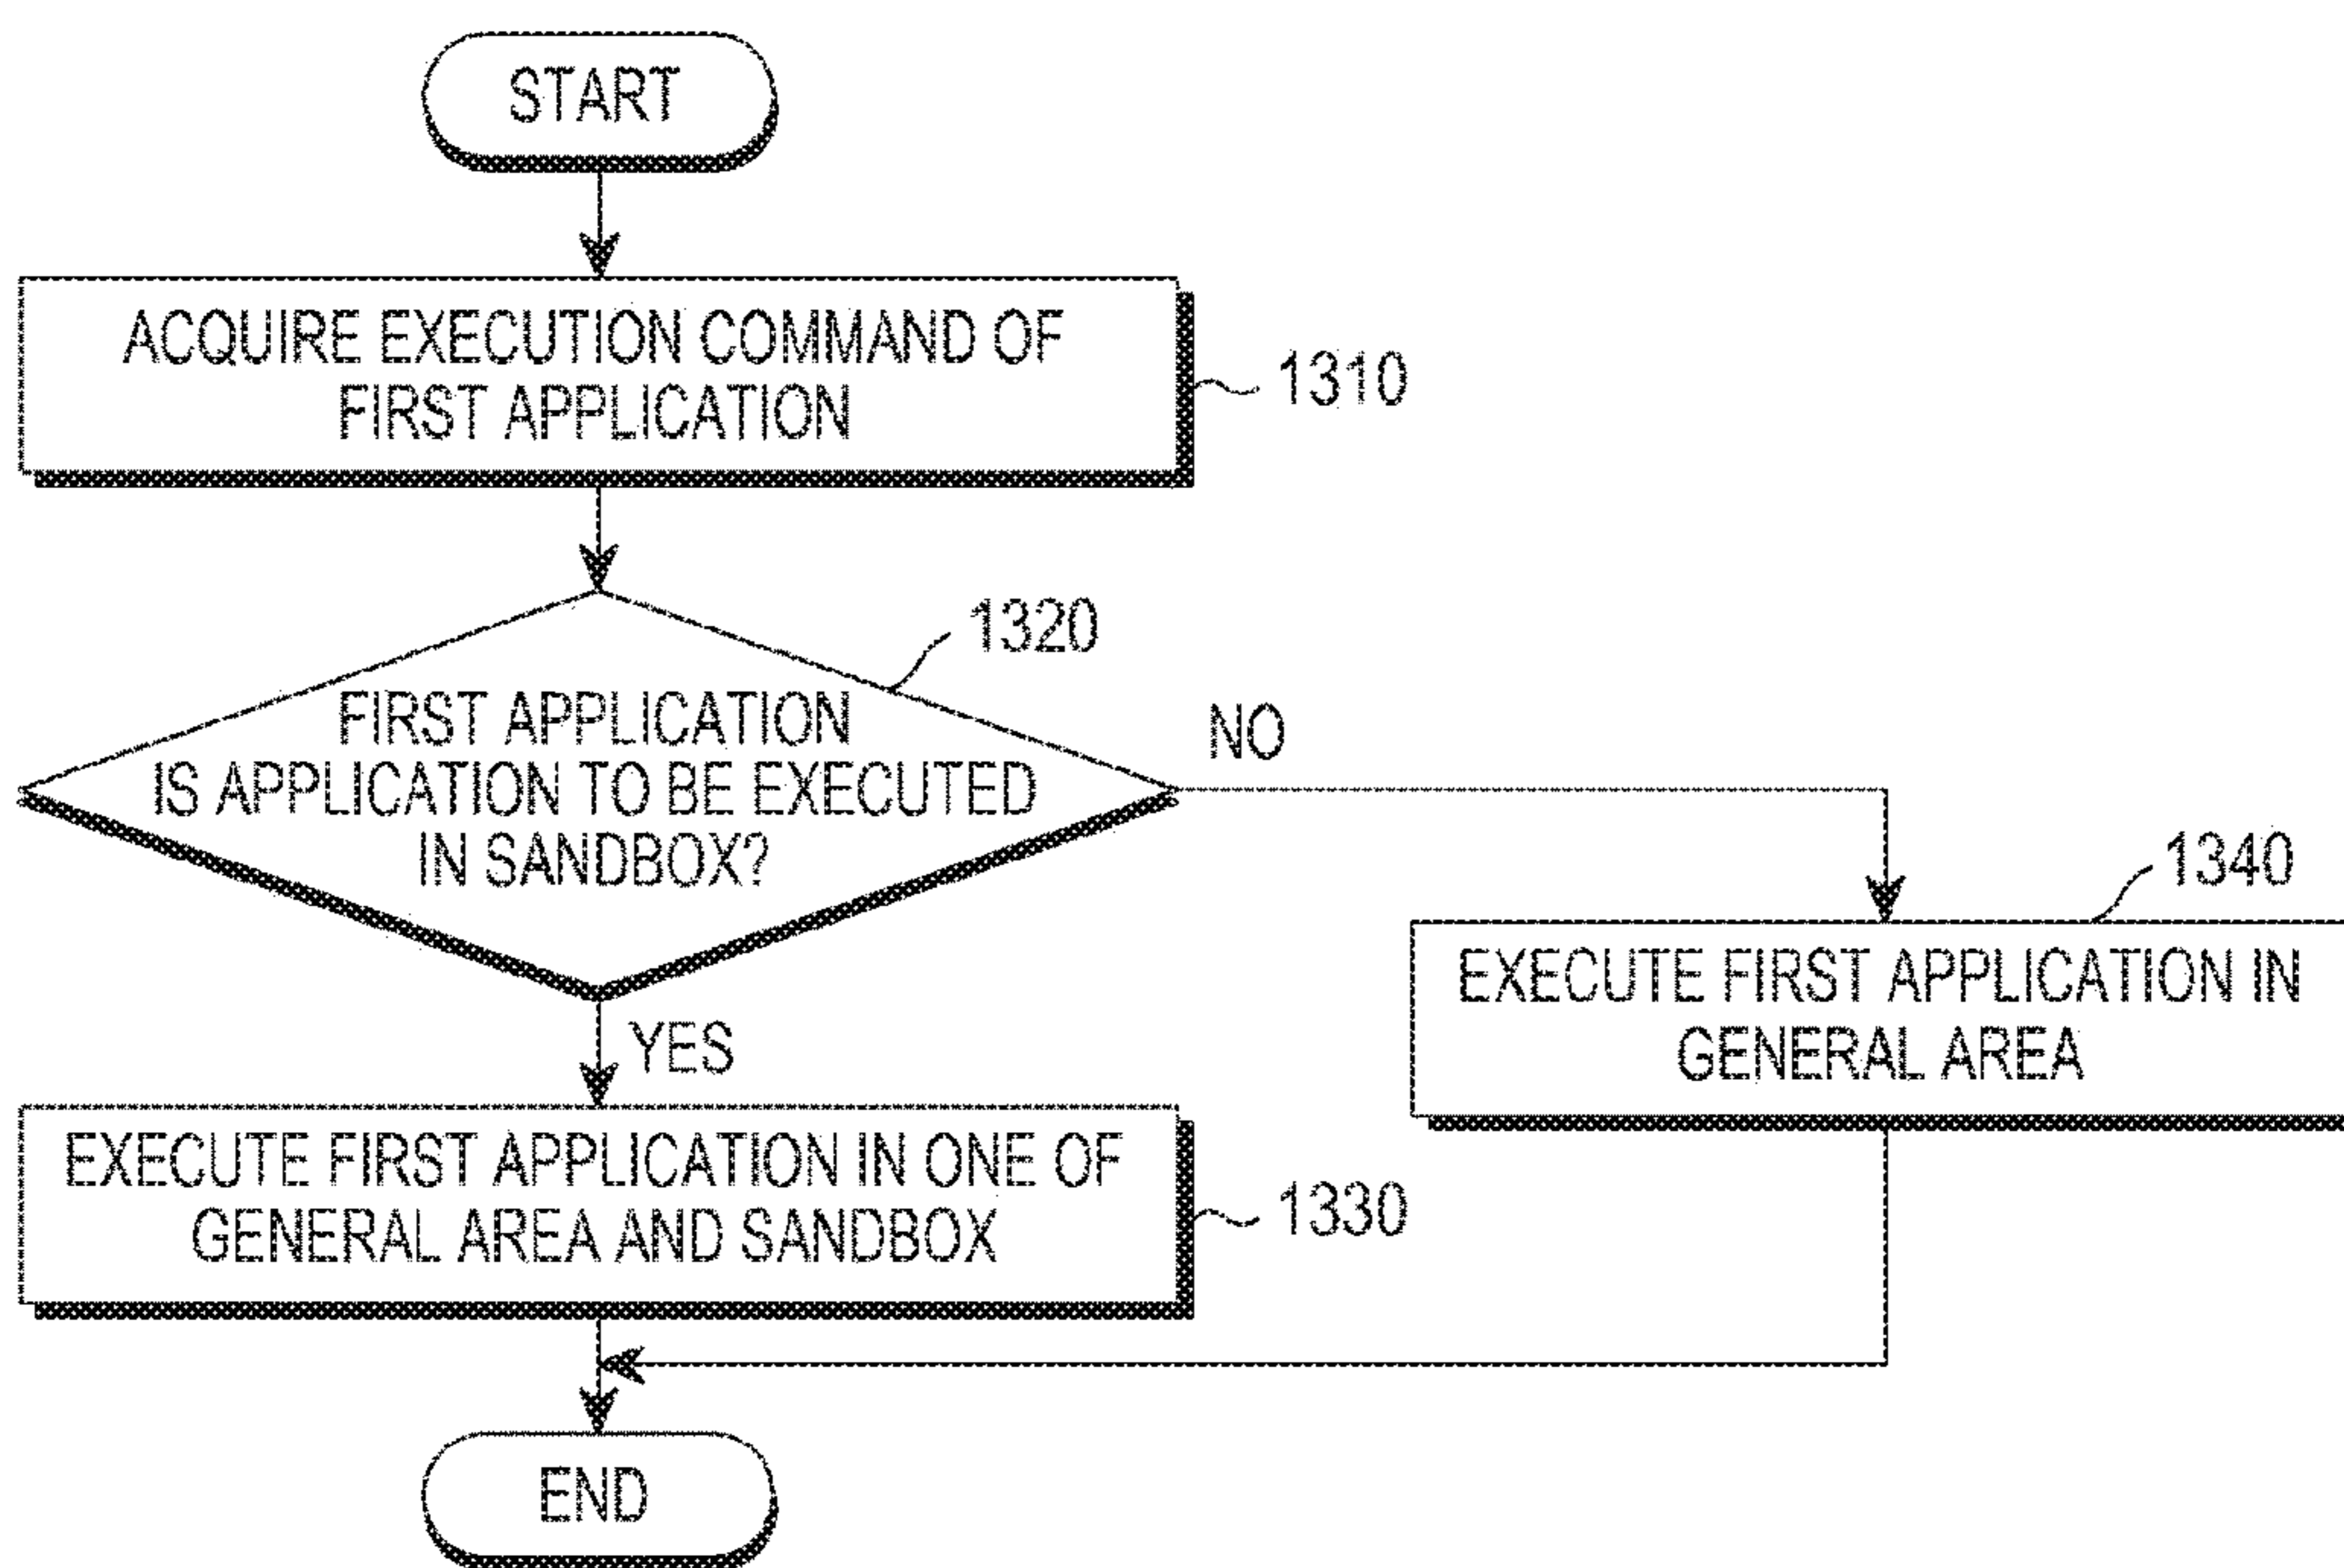 START
ACQUIRE EXECUTION COMMAND OF
FIRST APPLICATION
1310
1320
FIRST APPLICATION
IS APPLICATION TO BE EXECUTED
IN SANDBOX?
NO
YES
1340
EXECUTE FIRST APPLICATION IN
GENERAL AREA
EXECUTE FIRST APPLICATION IN ONE OF
GENERAL AREA AND SANDBOX
1330
END